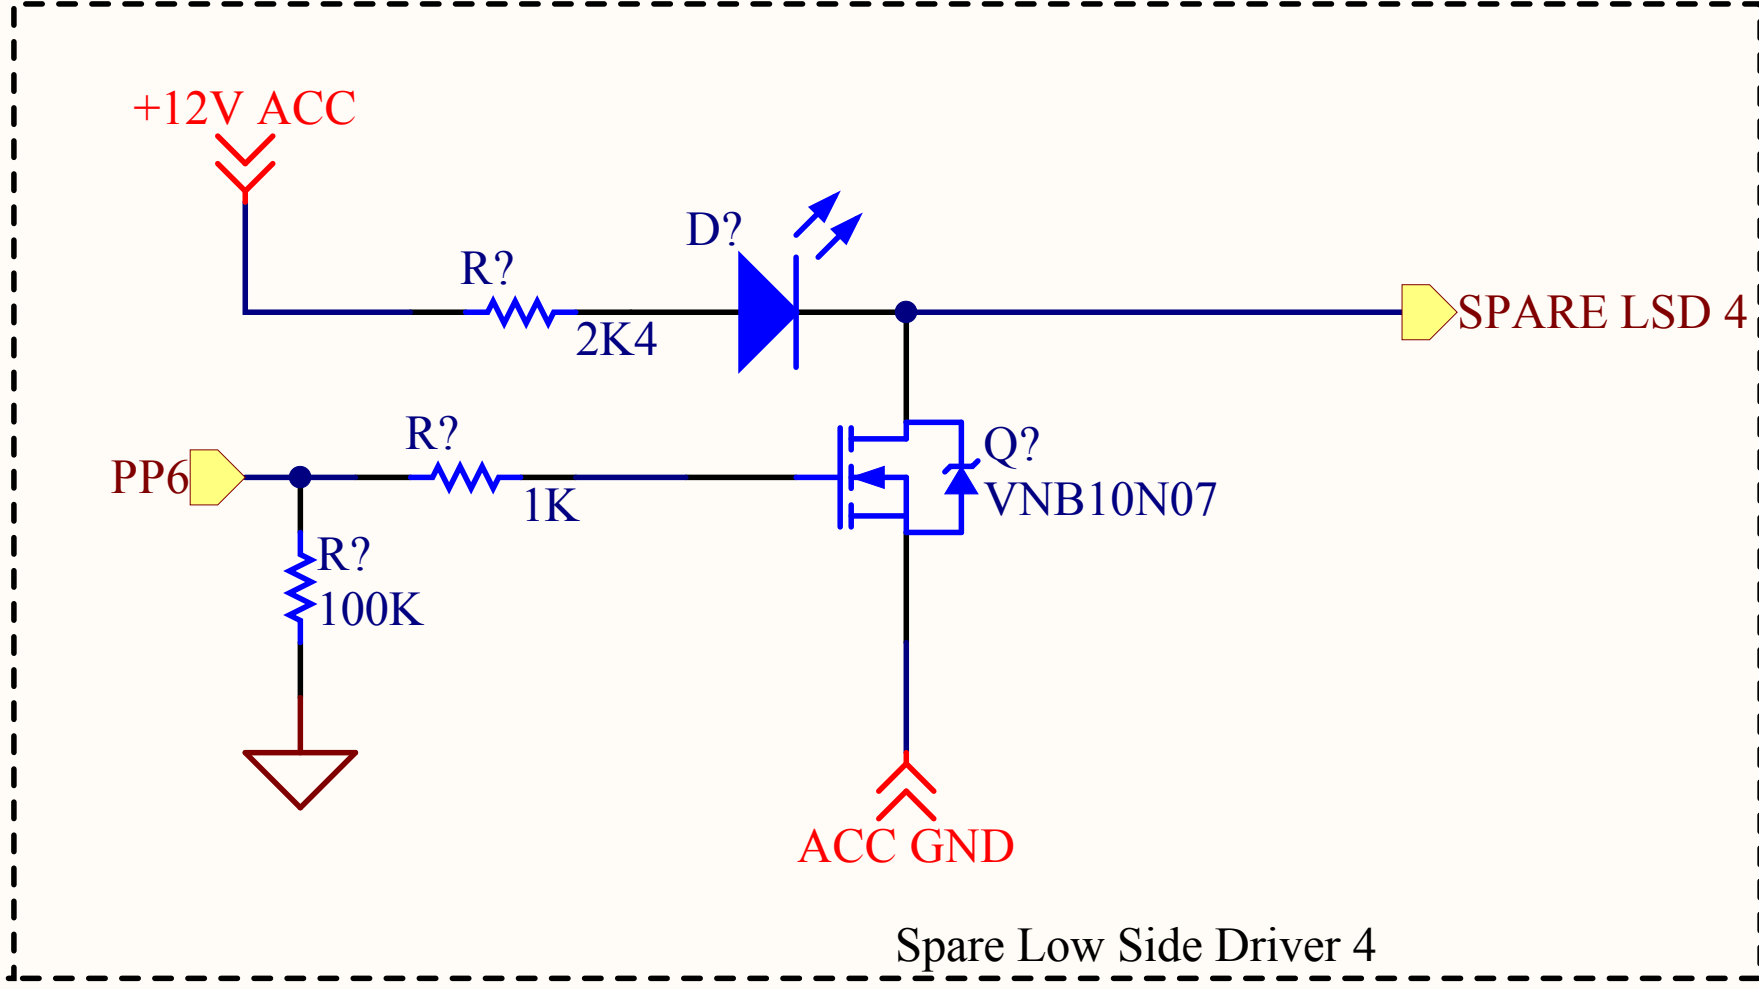 +12V ACC
D?
R?
2K4
SPARE LSD 4
R?
PP6
1K
Q?
VNB10N07
R?
100K
ACC GND
Spare Low Side Driver 4